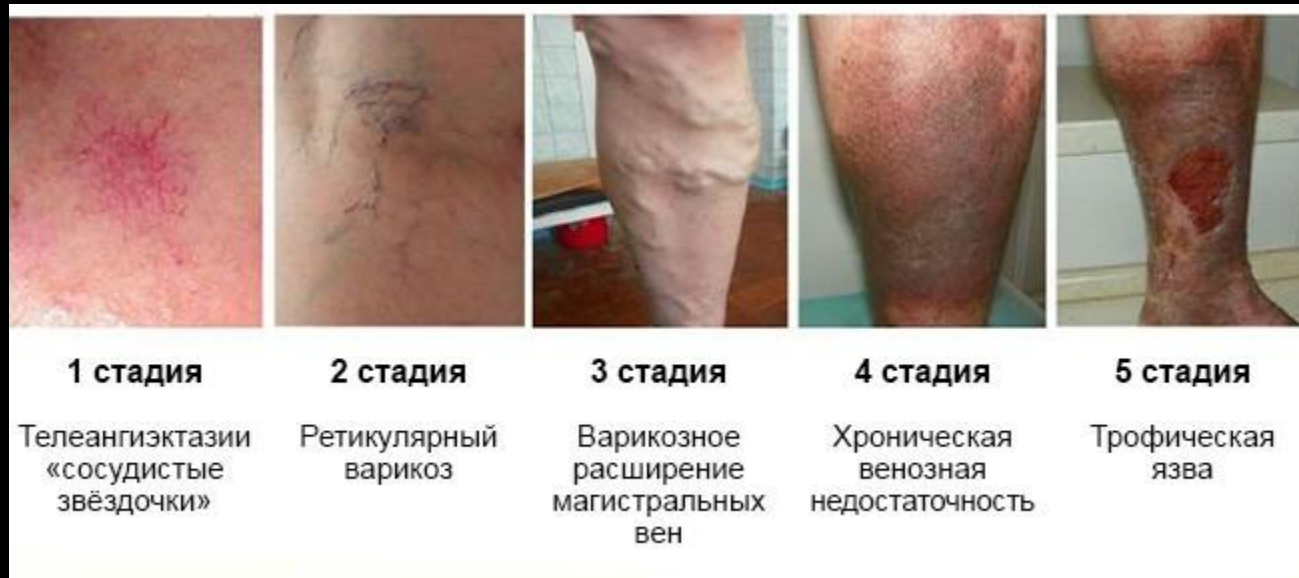 1 стадия
2 стадия
3 стадия
4 стадия
5 стадия
Телеангиэктазии
«сосудистые
звёздочки»
Ретикулярный
варикоз
Варикозное
расширение
магистральных
вен
Хроническая
венозная
недостаточность
Трофическая
язва